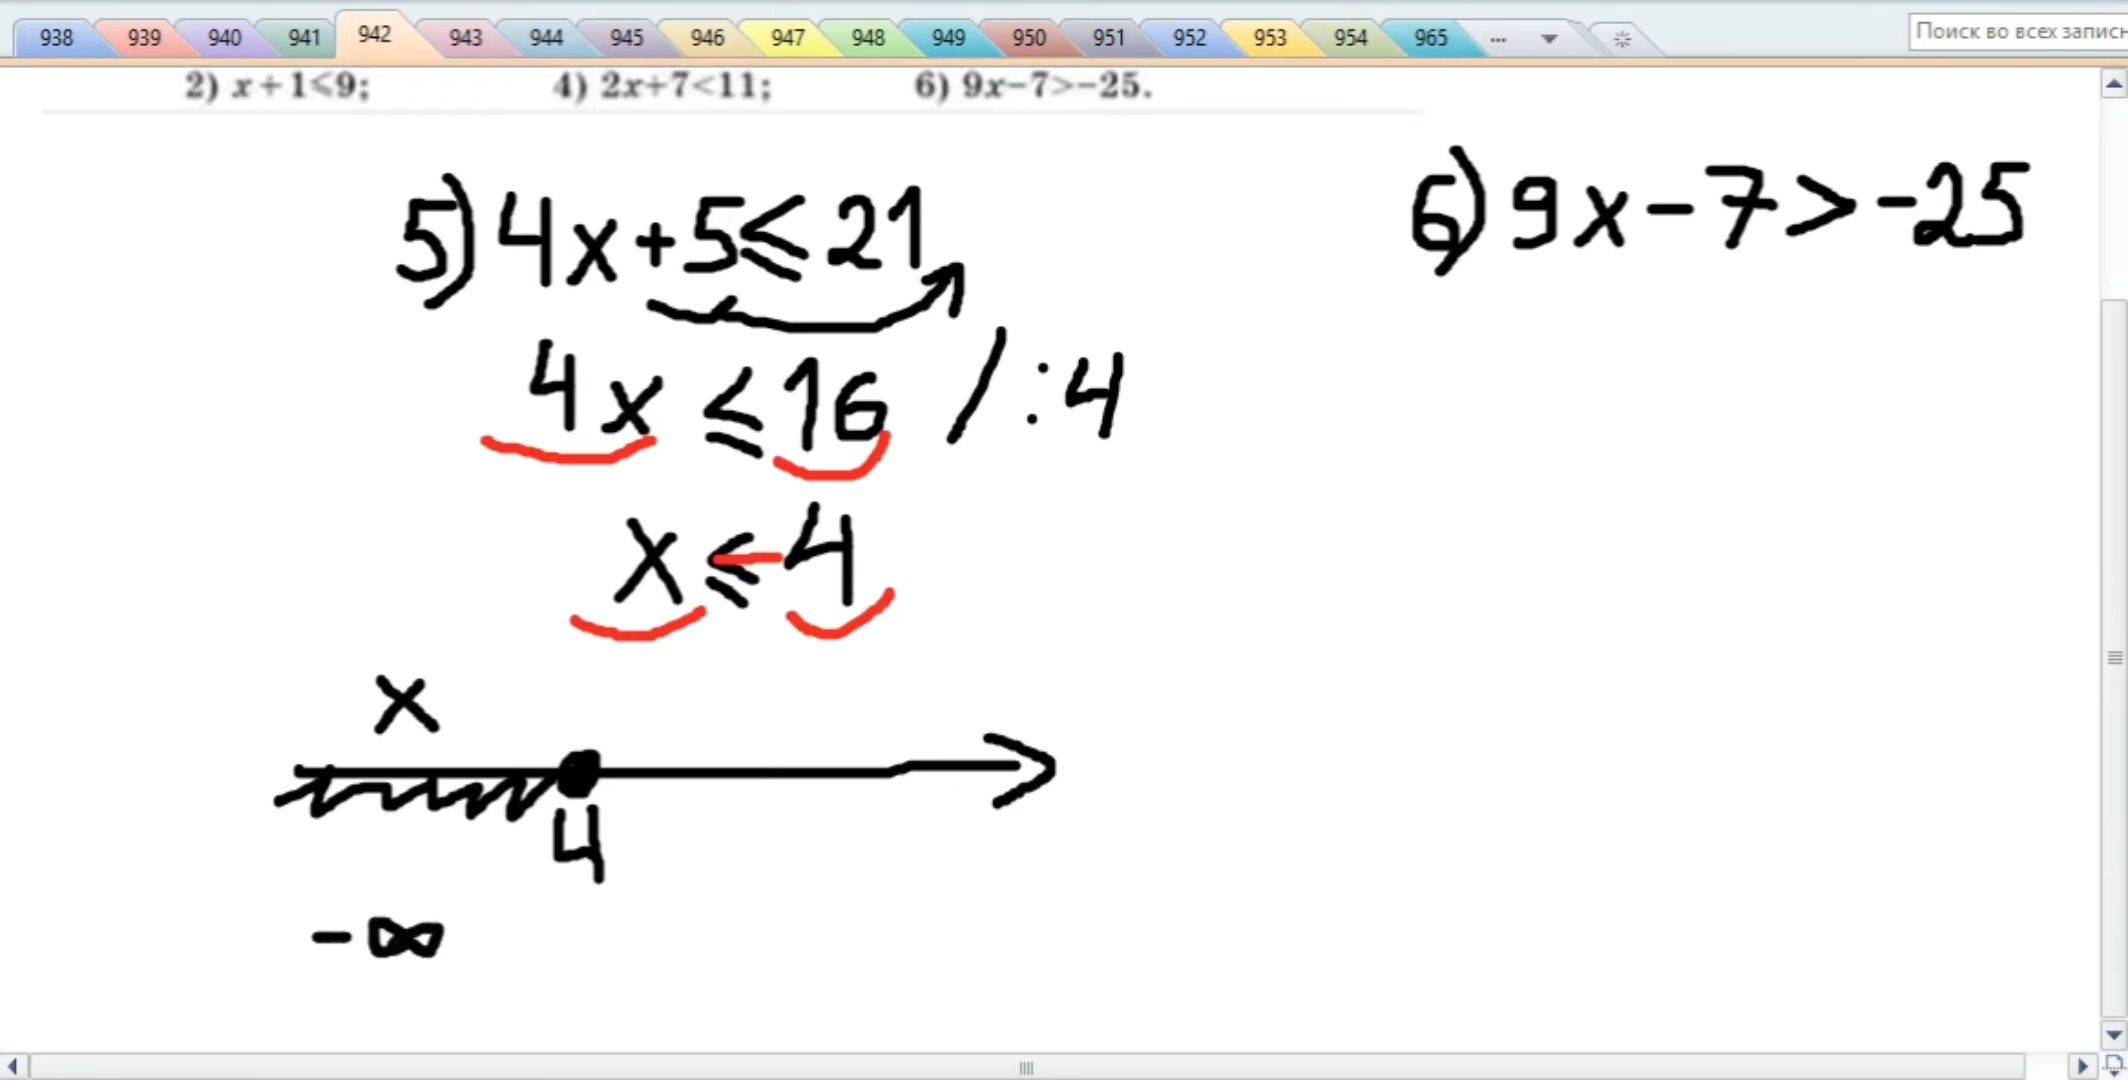 938 939 940 941 942 943 944 945 946 947 948 949 950 951 952 953 954 965 ...
Поиск во всех запис
2) x+1⩽9; 4) 2x+7<11; 6) 9x−7>−25.
5) 4x+5≤21
4x ≤ 16 / :4
x ≤ 4
x
4
-∞
6) 9x-7>-25